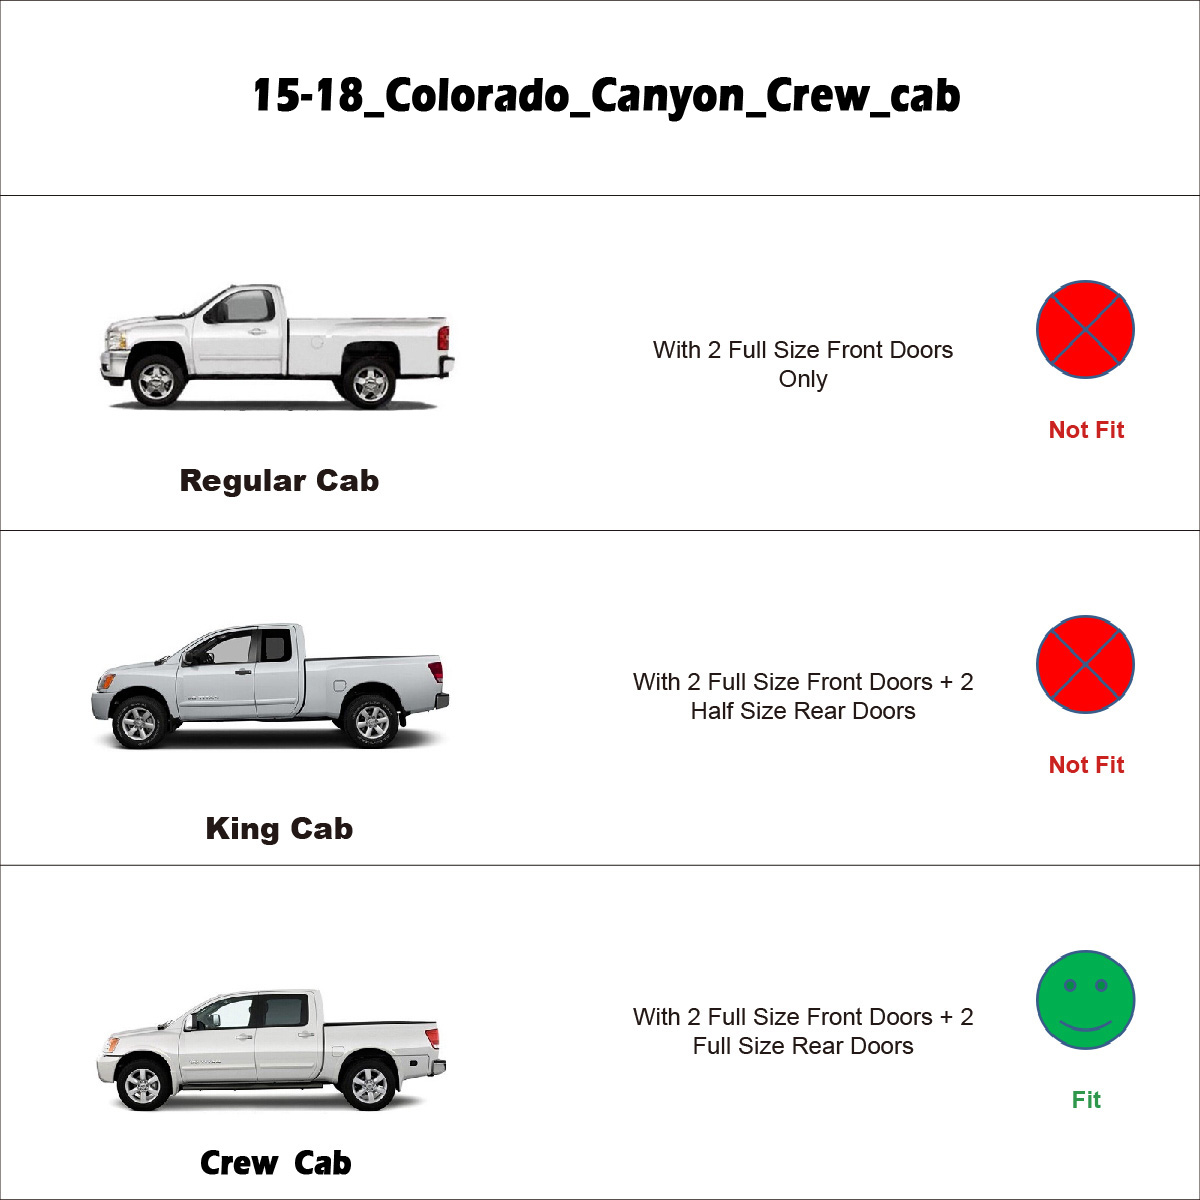 15-18_Colorado_Canyon_Crew_cab
With 2 Full Size Front Doors
Only
Not Fit
Regular Cab
With 2 Full Size Front Doors + 2
Half Size Rear Doors
Not Fit
King Cab
With 2 Full Size Front Doors + 2
Full Size Rear Doors
Fit
Crew Cab